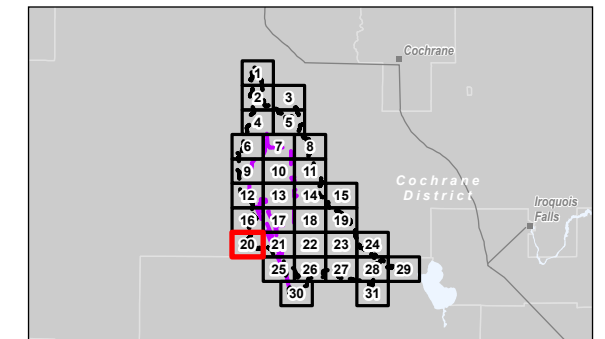 Cochrane
1
2 3
4 5
6 7 8
9 10 11
12 13 14 15
Cochrane
District
Iroquois
Falls
16 17 18 19
20 21 22 23 24
25 26 27 28 29
30 31